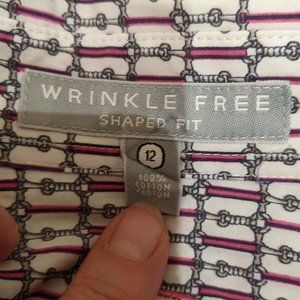 WRINKLE FREE
SHAPED FIT
12
100%
COTTON
COTON